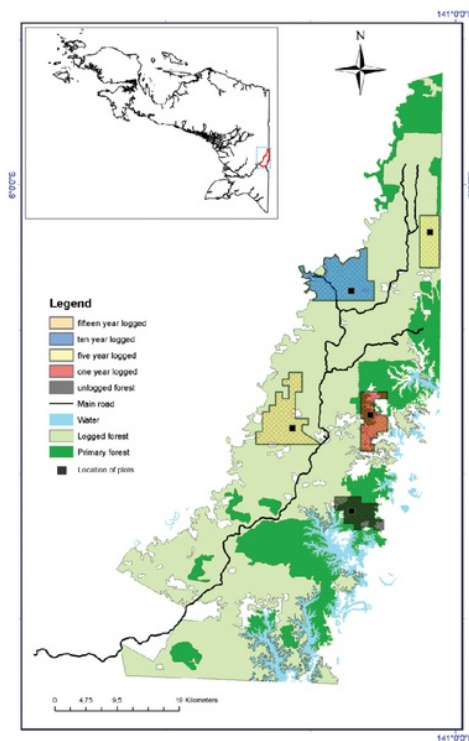 141°0'0"
N
6°0'0"S
Legend
fifteen year logged
ten year logged
five year logged
one year logged
unlogged forest
Main road
Water
Logged forest
Primary forest
Location of plots
0 4,75 9,5 19 Kilometers
141°0'0"